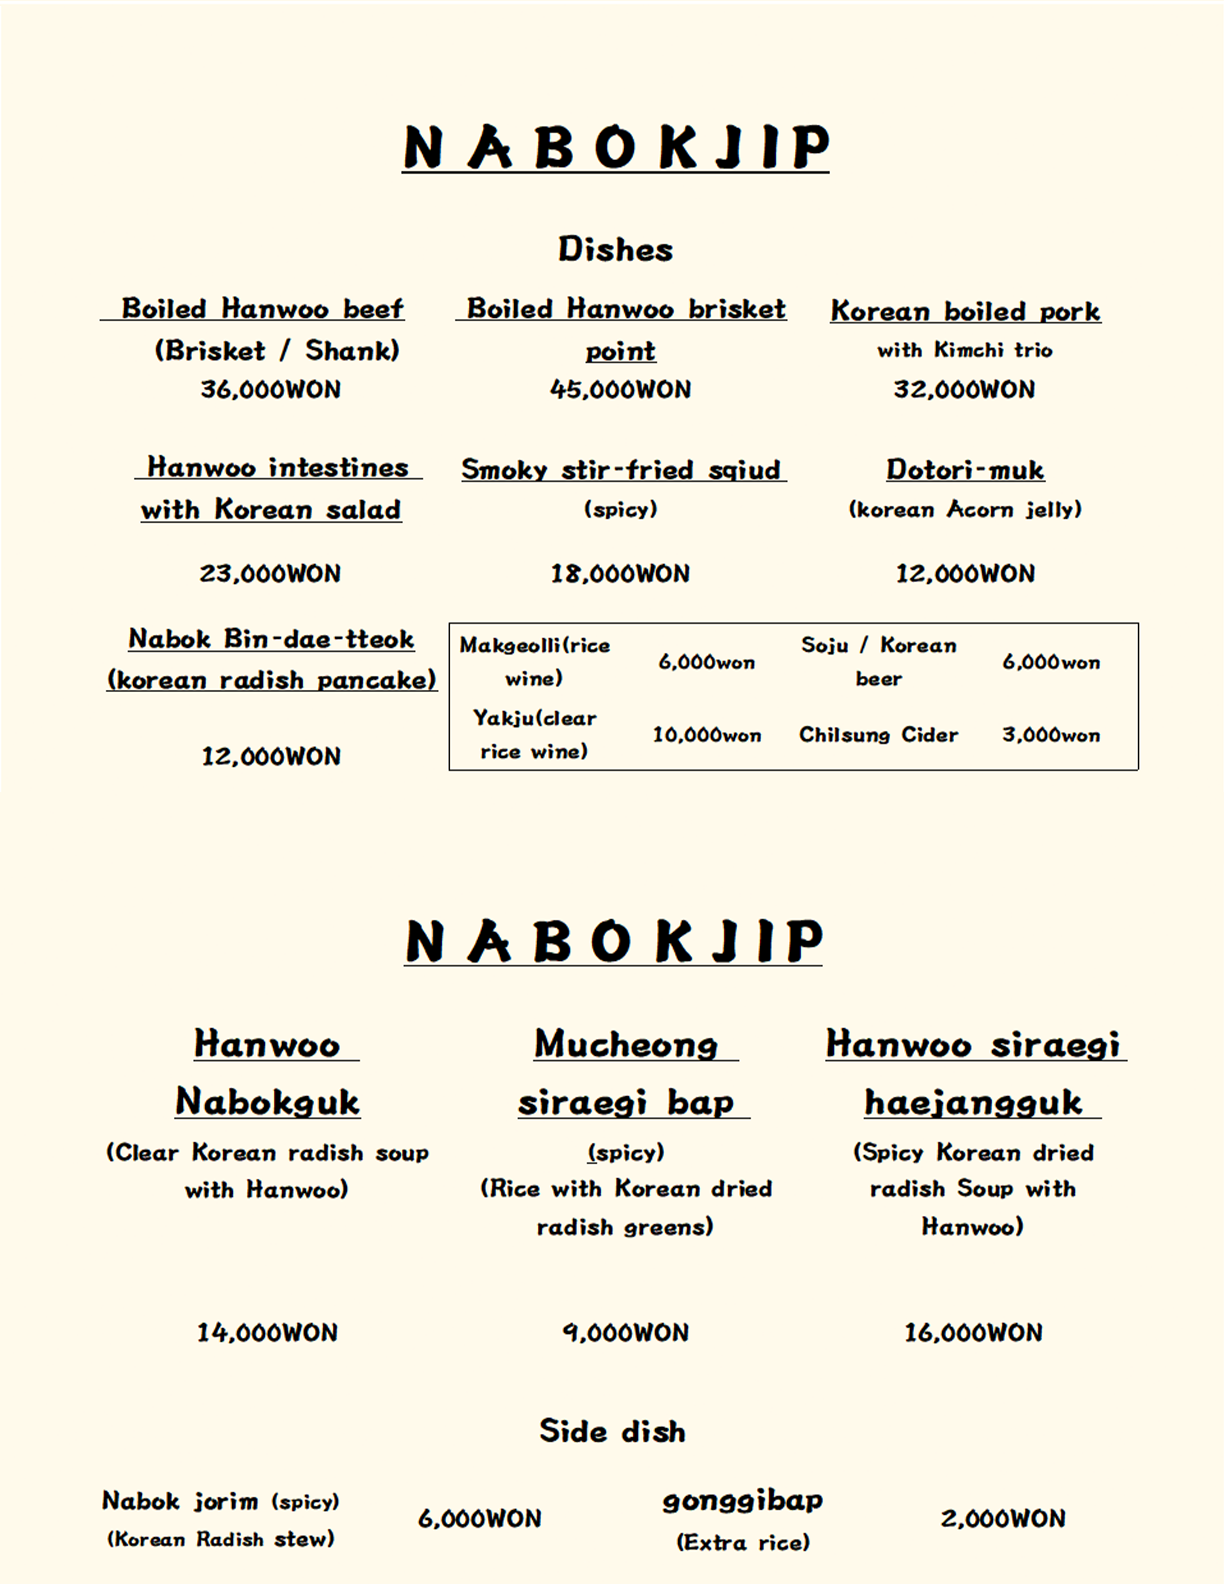 NABOKJIP
Dishes
Boiled Hanwoo beef
(Brisket / Shank)
36,000WON
Boiled Hanwoo brisket
point
45,000WON
Korean boiled pork
with Kimchi trio
32,000WON
Hanwoo intestines
with Korean salad
23,000WON
Smoky stir-fried sqiud
(spicy)
18,000WON
Dotori-muk
(korean Acorn jelly)
12,000WON
Nabok Bin-dae-tteok
(korean radish pancake)
12,000WON
Makgeolli(rice
wine)
6,000won
Soju / Korean
beer
6,000won
Yakju(clear
rice wine)
10,000won
Chilsung Cider
3,000won
NABOKJIP
Hanwoo
Nabokguk
(Clear Korean radish soup
with Hanwoo)
14,000WON
Mucheong
siraegi bap
(spicy)
(Rice with Korean dried
radish greens)
9,000WON
Hanwoo siraegi
haejangguk
(Spicy Korean dried
radish Soup with
Hanwoo)
16,000WON
Side dish
Nabok jorim (spicy)
(Korean Radish stew)
6,000WON
gonggibap
(Extra rice)
2,000WON